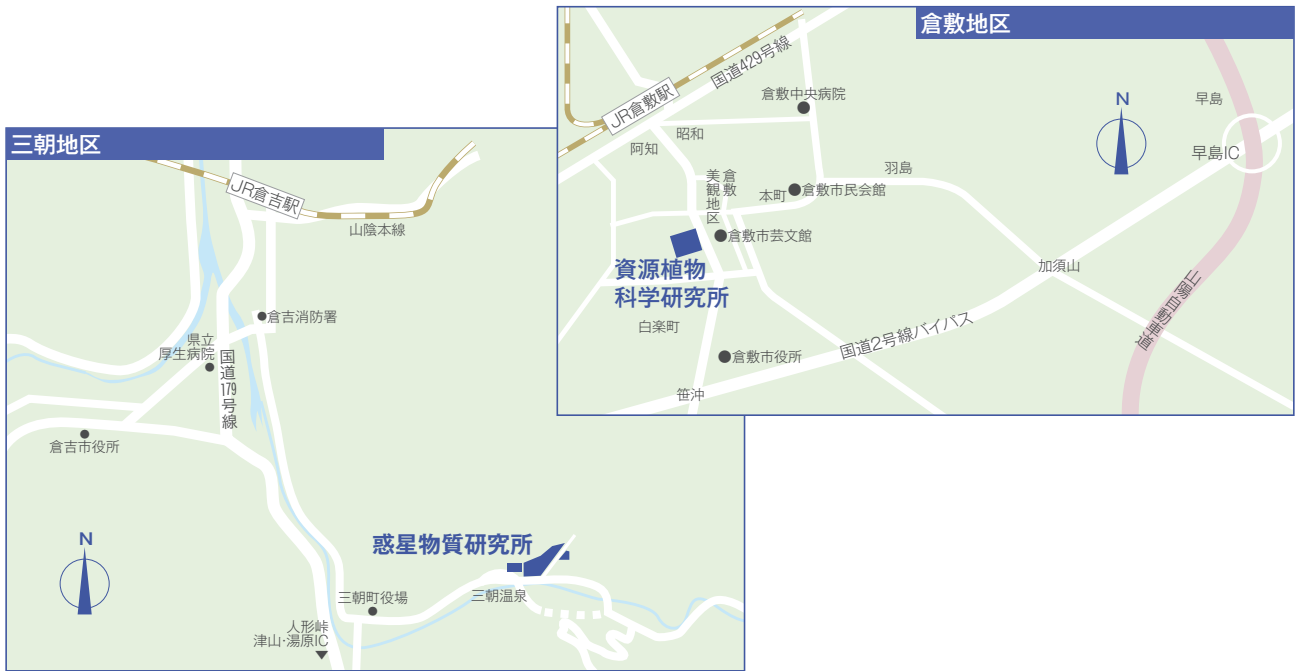 三朝地区
JR倉吉駅
山陰本線
倉吉消防署
県立
厚生病院
国道179号線
倉吉市役所
N
惑星物質研究所
三朝町役場
三朝温泉
人形峠
津山・湯原IC
倉敷地区
国道429号線
JR倉敷駅
倉敷中央病院
昭和
阿知
N
早島
早島IC
羽島
倉敷
美観地区
本町
倉敷市民会館
倉敷市芸文館
資源植物
科学研究所
加須山
山陽自動車道
白楽町
国道2号線バイパス
倉敷市役所
笹沖